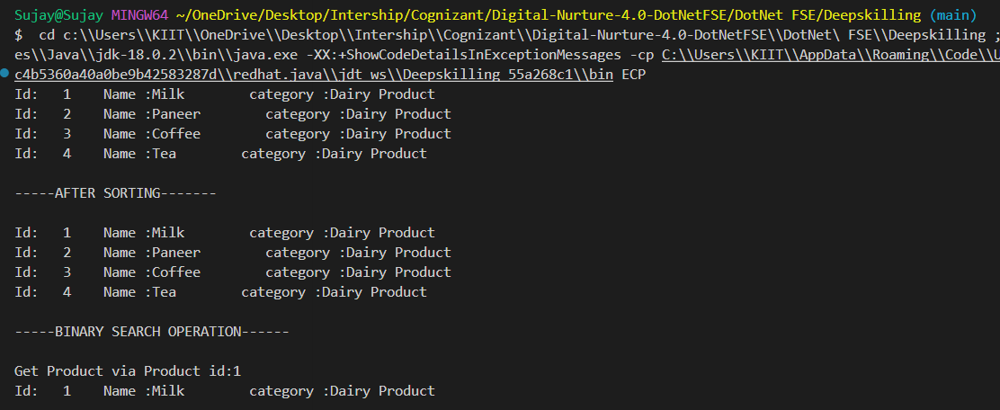 Sujay@Sujay MINGW64 ~/OneDrive/Desktop/Intership/Cognizant/Digital-Nurture-4.0-DotNetFSE/DotNet FSE/Deepskilling (main)
$  cd c:\\Users\\KIIT\\OneDrive\\Desktop\\Intership\\Cognizant\\Digital-Nurture-4.0-DotNetFSE\\DotNet\ FSE\\Deepskilling ;
es\\Java\\jdk-18.0.2\\bin\\java.exe -XX:+ShowCodeDetailsInExceptionMessages -cp C:\\Users\\KIIT\\AppData\\Roaming\\Code\\U
c4b5360a40a0be9b42583287d\\redhat.java\\jdt_ws\\Deepskilling_55a268c1\\bin ECP
Id:   1    Name :Milk        category :Dairy Product
Id:   2    Name :Paneer        category :Dairy Product
Id:   3    Name :Coffee        category :Dairy Product
Id:   4    Name :Tea        category :Dairy Product
-----AFTER SORTING-------
Id:   1    Name :Milk        category :Dairy Product
Id:   2    Name :Paneer        category :Dairy Product
Id:   3    Name :Coffee        category :Dairy Product
Id:   4    Name :Tea        category :Dairy Product
-----BINARY SEARCH OPERATION------
Get Product via Product id:1
Id:   1    Name :Milk        category :Dairy Product